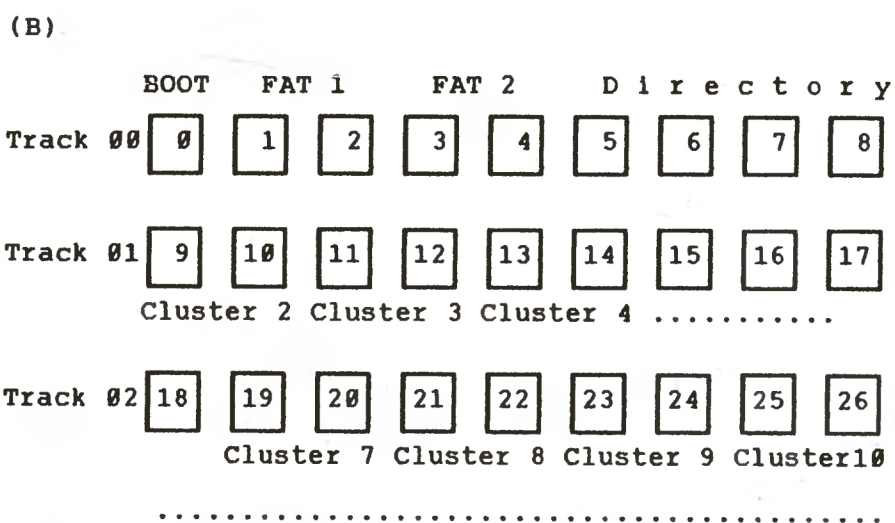 (B)
BOOT FAT 1 FAT 2 D i r e c t o r y
Track 00 0 1 2 3 4 5 6 7 8
Track 01 9 10 11 12 13 14 15 16 17
Cluster 2 Cluster 3 Cluster 4 ...........
Track 02 18 19 20 21 22 23 24 25 26
Cluster 7 Cluster 8 Cluster 9 Cluster10
...........................................